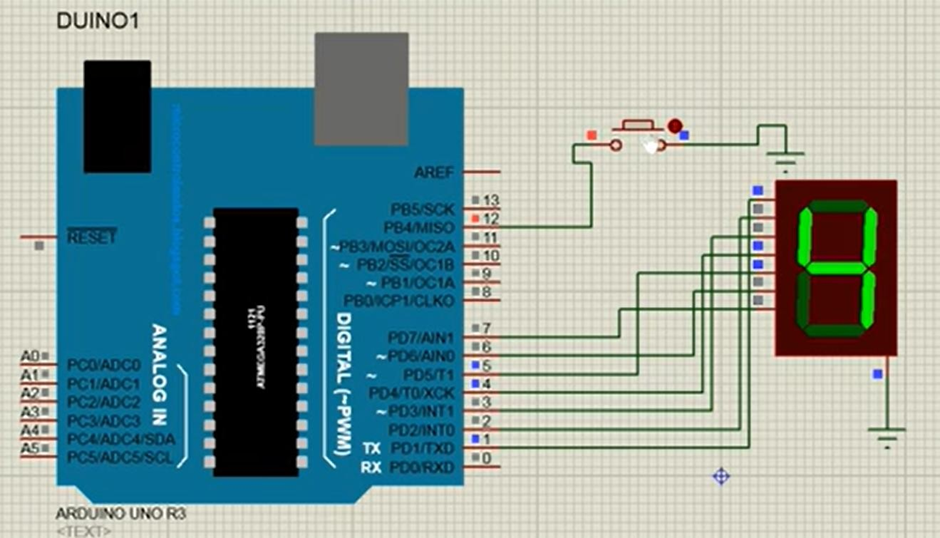 DUINO1
AREF
13
PB5/SCK
12
PB4/MISO
11
~PB3/MOSI/OC2A
10
~ PB2/SS/OC1B
9
~ PB1/OC1A
8
PB0/ICP1/CLKO
7
PD7/AIN1
6
~PD6/AIN0
5
~ PD5/T1
4
PD4/T0/XCK
3
~PD3/INT1
2
PD2/INT0
1
TX PD1/TXD
0
RX PD0/RXD
RESET
DIGITAL (~PWM)
ANALOG IN
A0
PC0/ADC0
A1
PC1/ADC1
A2
PC2/ADC2
A3
PC3/ADC3
A4
PC4/ADC4/SDA
A5
PC5/ADC5/SCL
ARDUINO UNO R3
<TEXT>